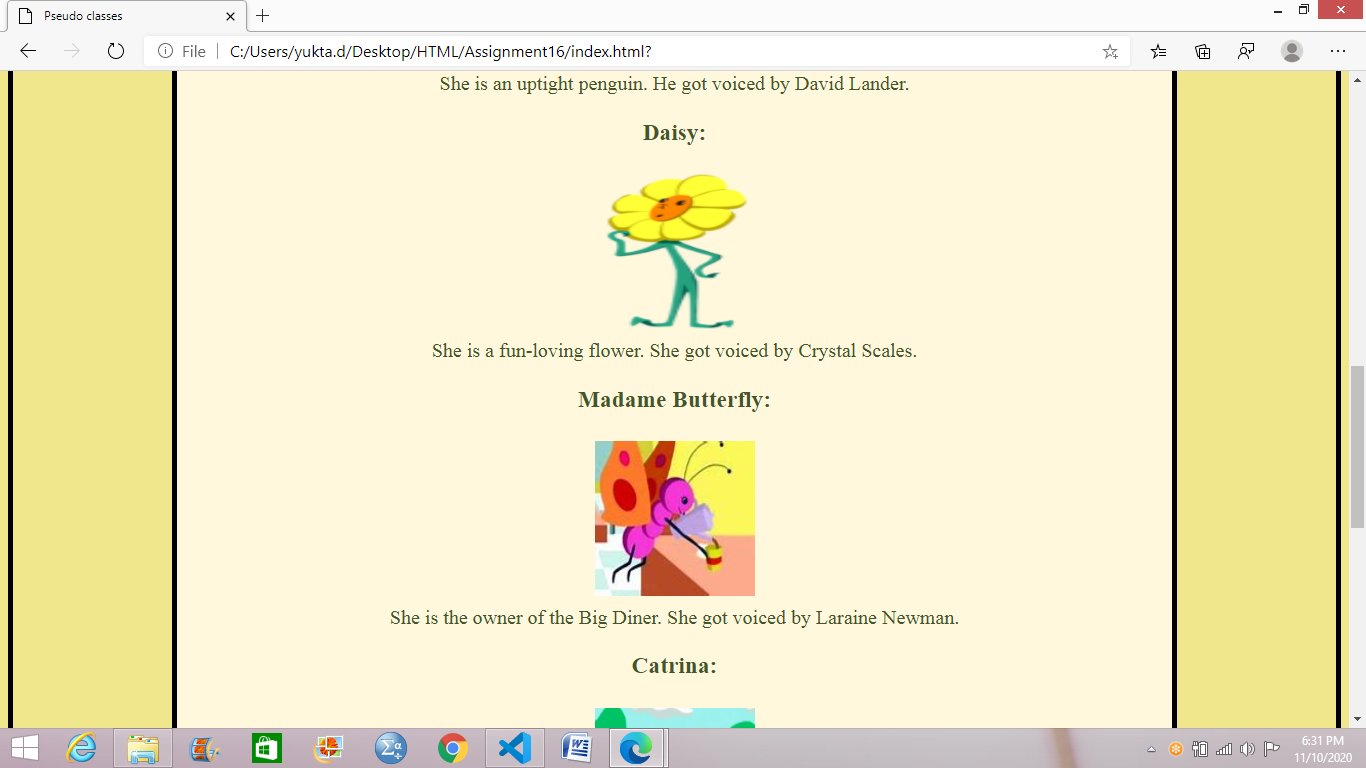 Pseudo classes
File
C:/Users/yukta.d/Desktop/HTML/Assignment16/index.html?
She is an uptight penguin. He got voiced by David Lander.
Daisy:
She is a fun-loving flower. She got voiced by Crystal Scales.
Madame Butterfly:
She is the owner of the Big Diner. She got voiced by Laraine Newman.
Catrina:
6:31 PM
11/10/2020